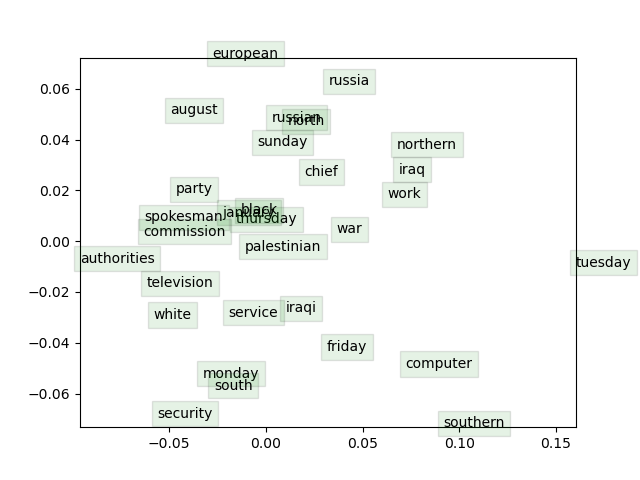 european
russia
0.06
august
russian
north
0.04
sunday
northern
chief
iraq
0.02
party
work
black
january
spokesman
thursday
commission
war
0.00
palestinian
authorities
tuesday
television
−0.02
service
iraqi
white
friday
−0.04
computer
monday
south
−0.06
security
southern
−0.05
0.00
0.05
0.10
0.15